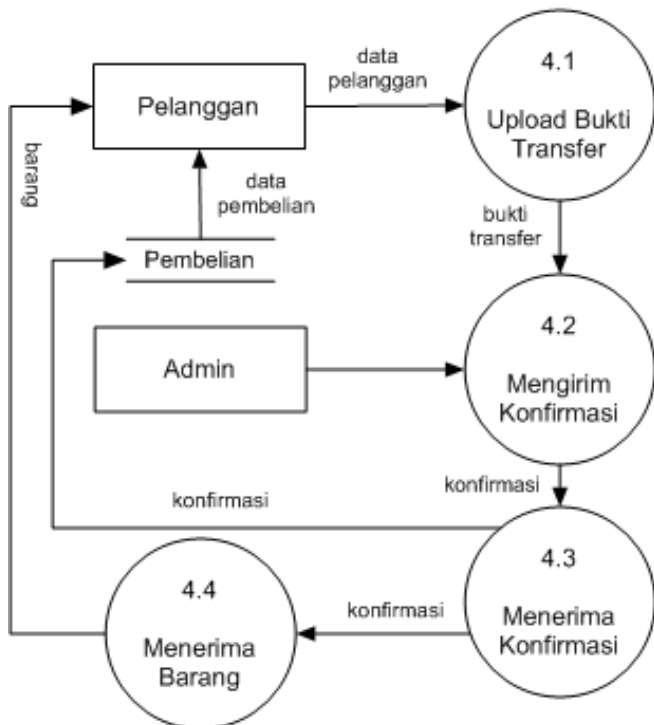 data
pelanggan
4.1
Upload Bukti
Transfer
Pelanggan
barang
data
pembelian
bukti
transfer
Pembelian
4.2
Mengirim
Konfirmasi
Admin
konfirmasi
konfirmasi
4.3
Menerima
Konfirmasi
konfirmasi
4.4
Menerima
Barang